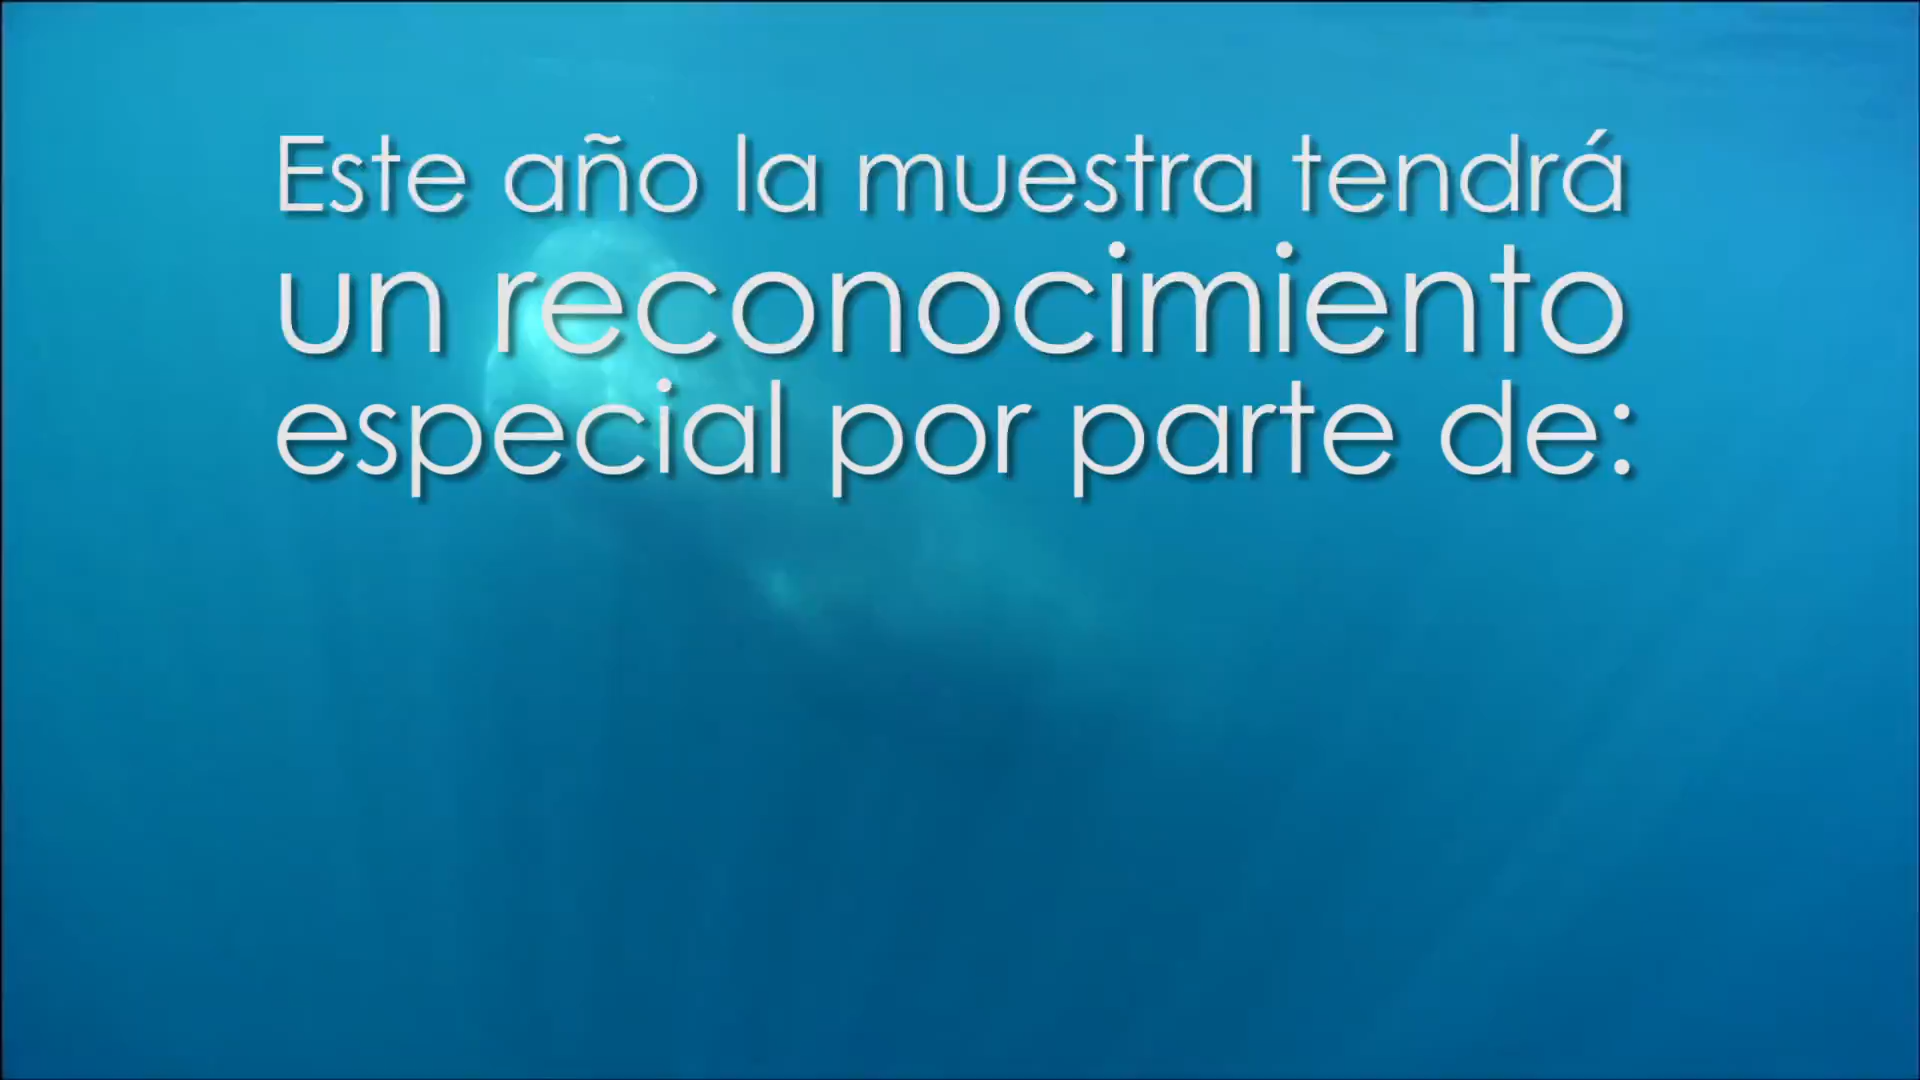 Este año la muestra tendrá
un reconocimiento
especial por parte de: